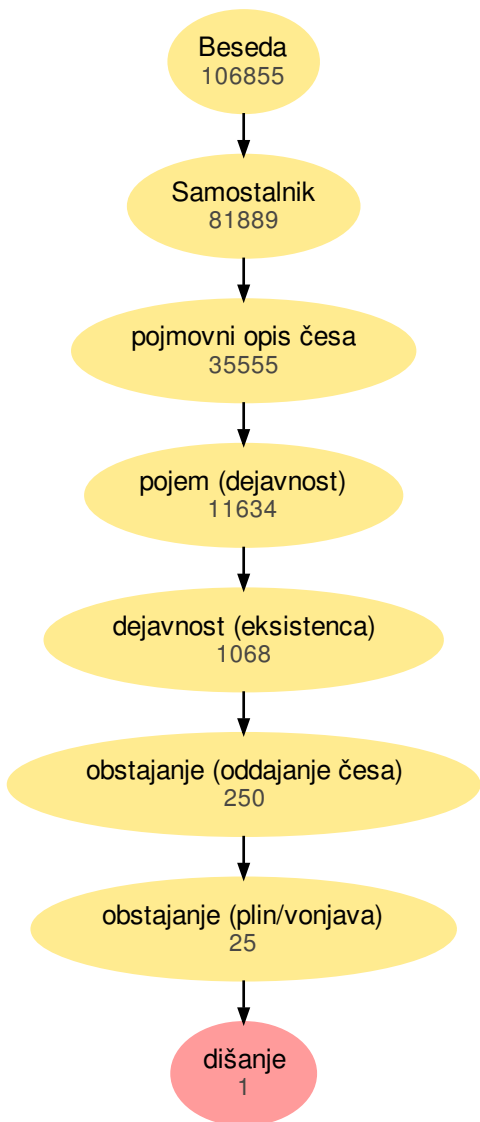 Beseda
106855
Samostalnik
81889
pojmovni opis česa
35555
pojem (dejavnost)
11634
dejavnost (eksistenca)
1068
obstajanje (oddajanje česa)
250
obstajanje (plin/vonjava)
25
dišanje
1